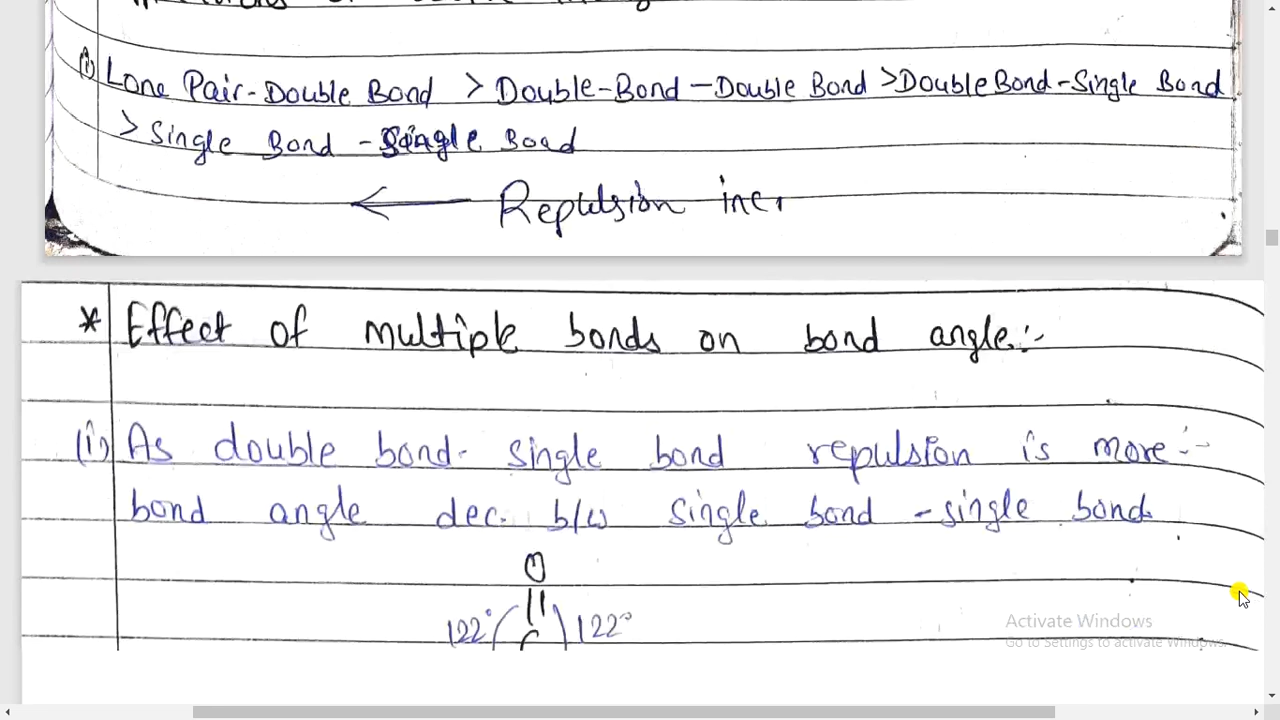 (i) Lone Pair-Double Bond > Double-Bond - Double Bond > Double Bond - Single Bond
> Single Bond - Single Bond
← Repulsion incr
* Effect of multiple bonds on bond angle:-
(i) As double bond- single bond repulsion is more:-
bond angle dec. b/w single bond - single bond
O
122° 122°
C
Activate Windows
Go to Settings to activate Windows.